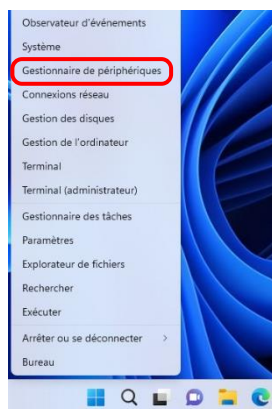 Observateur d'événements
Système
Gestionnaire de périphériques
Connexions réseau
Gestion des disques
Gestion de l'ordinateur
Terminal
Terminal (administrateur)
Gestionnaire des tâches
Paramètres
Explorateur de fichiers
Rechercher
Exécuter
Arrêter ou se déconnecter >
Bureau